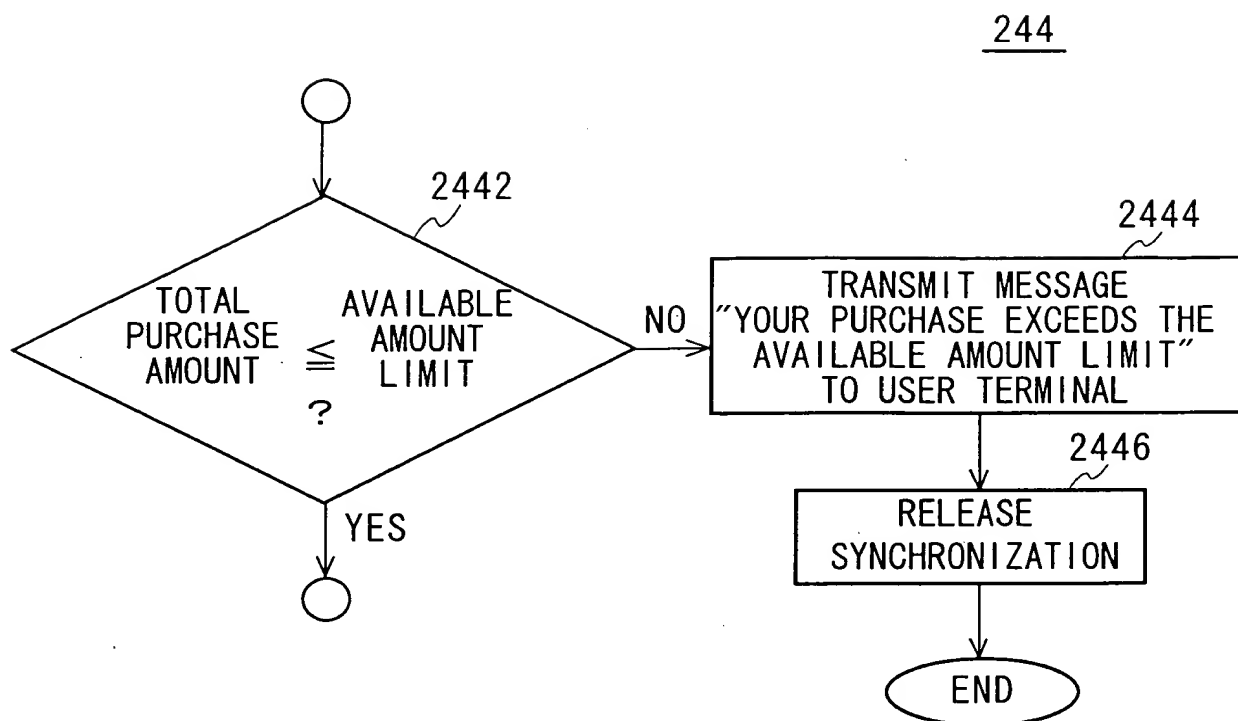 244
2442
TOTAL
PURCHASE
AMOUNT
≦
AVAILABLE
AMOUNT
LIMIT
?
NO
YES
2444
TRANSMIT MESSAGE
"YOUR PURCHASE EXCEEDS THE
AVAILABLE AMOUNT LIMIT"
TO USER TERMINAL
2446
RELEASE
SYNCHRONIZATION
END